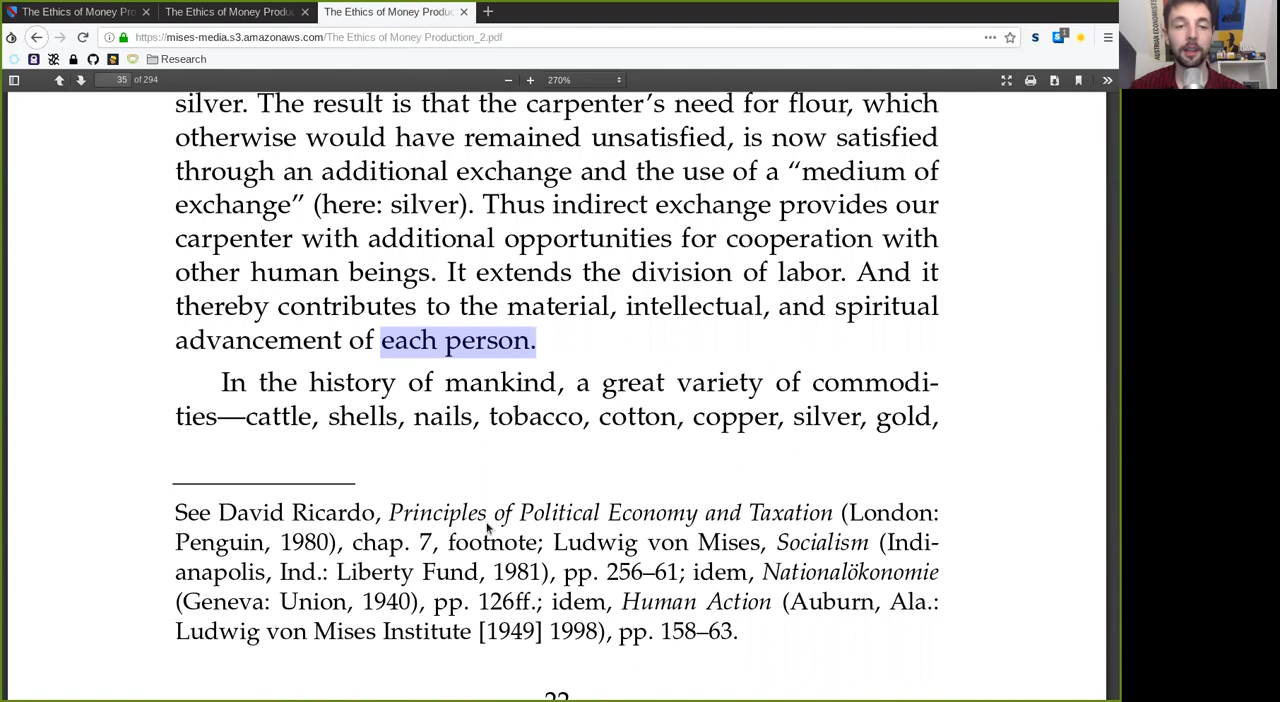 The Ethics of Money Pro
The Ethics of Money Produc
The Ethics of Money Produc
https://mises-media.s3.amazonaws.com/The Ethics of Money Production_2.pdf
Research
35 of 294
270%
AUSTRIAN ECONOMISTS
silver. The result is that the carpenter's need for flour, which
otherwise would have remained unsatisfied, is now satisfied
through an additional exchange and the use of a “medium of
exchange” (here: silver). Thus indirect exchange provides our
carpenter with additional opportunities for cooperation with
other human beings. It extends the division of labor. And it
thereby contributes to the material, intellectual, and spiritual
advancement of each person.
In the history of mankind, a great variety of commodi-
ties—cattle, shells, nails, tobacco, cotton, copper, silver, gold,
See David Ricardo, Principles of Political Economy and Taxation (London:
Penguin, 1980), chap. 7, footnote; Ludwig von Mises, Socialism (Indi-
anapolis, Ind.: Liberty Fund, 1981), pp. 256–61; idem, Nationalökonomie
(Geneva: Union, 1940), pp. 126ff.; idem, Human Action (Auburn, Ala.:
Ludwig von Mises Institute [1949] 1998), pp. 158–63.
22